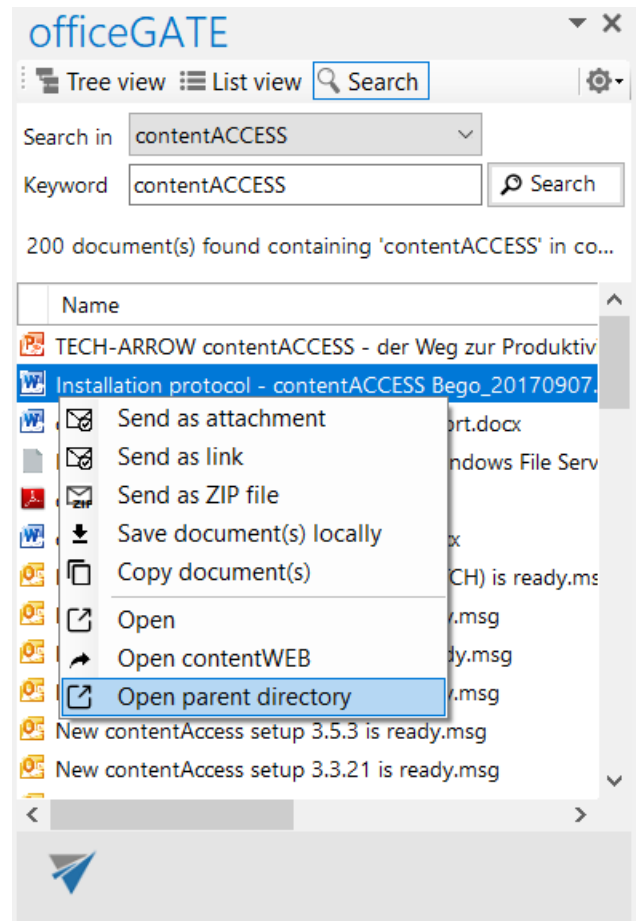 officeGATE
Tree view List view Search
Search in contentACCESS
Keyword contentACCESS Search
200 document(s) found containing 'contentACCESS' in co...
Name
TECH-ARROW contentACCESS - der Weg zur Produktiv
Installation protocol - contentACCESS Bego_20170907.
Send as attachment
Send as link
Send as ZIP file
Save document(s) locally
Copy document(s)
Open
Open contentWEB
Open parent directory
ort.docx
ndows File Serv
x
CH) is ready.ms
.msg
dy.msg
.msg
New contentAccess setup 3.5.3 is ready.msg
New contentAccess setup 3.3.21 is ready.msg